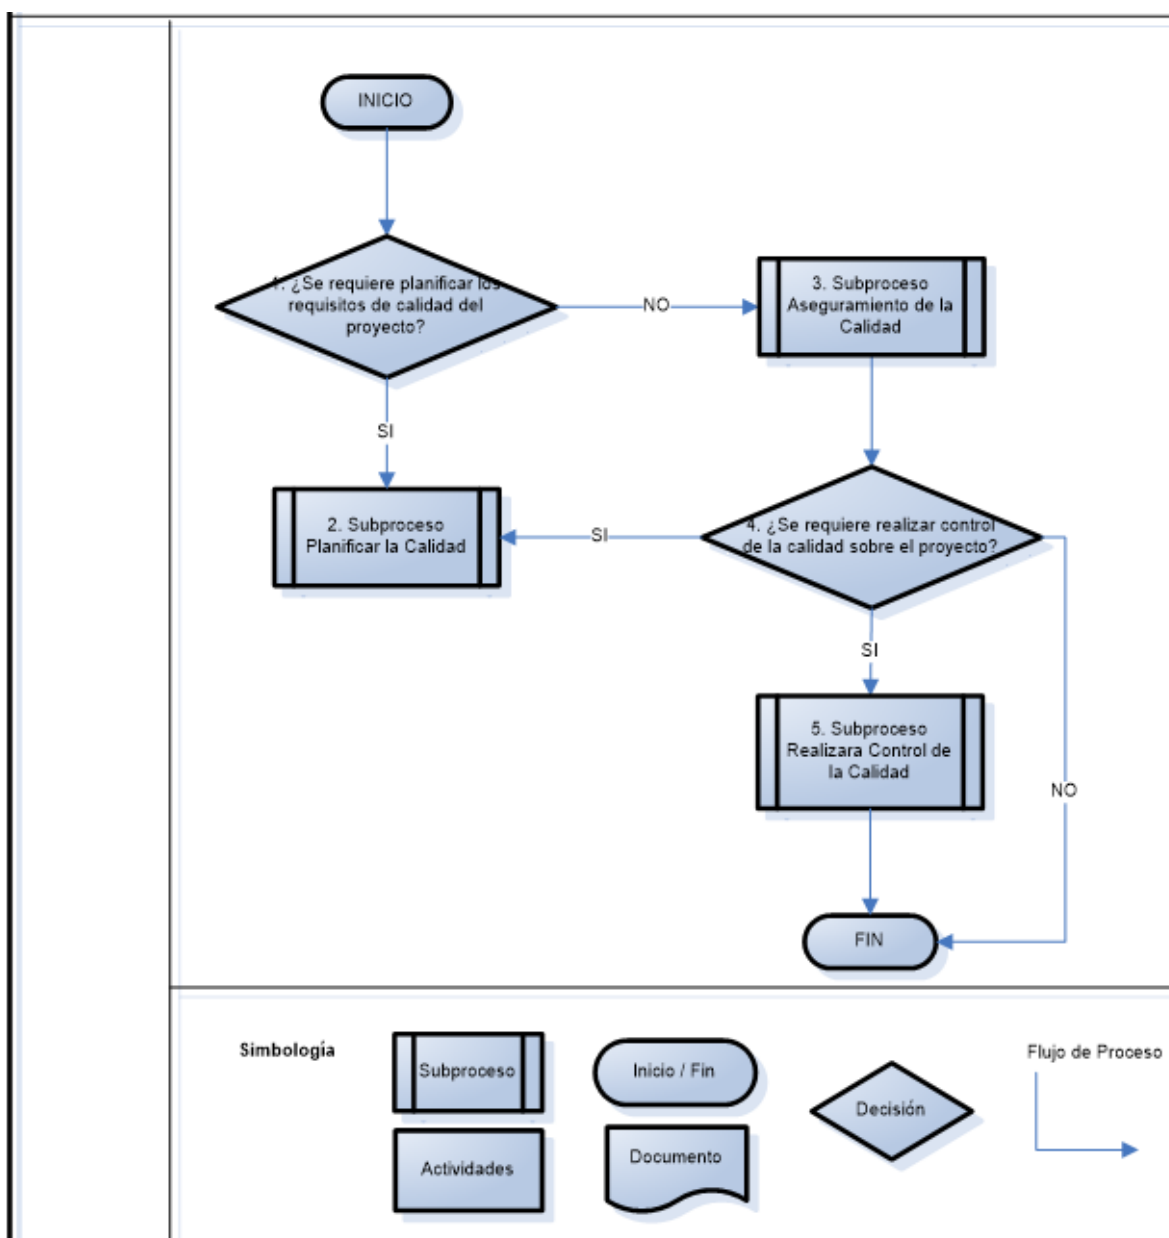 INICIO
1. ¿Se requiere planificar los
requisitos de calidad del
proyecto?
NO
3. Subproceso
Aseguramiento de la
Calidad
SI
2. Subproceso
Planificar la Calidad
SI
4. ¿Se requiere realizar control
de la calidad sobre el proyecto?
SI
5. Subproceso
Realizara Control de
la Calidad
NO
FIN
Simbología
Subproceso
Inicio / Fin
Decisión
Flujo de Proceso
Actividades
Documento